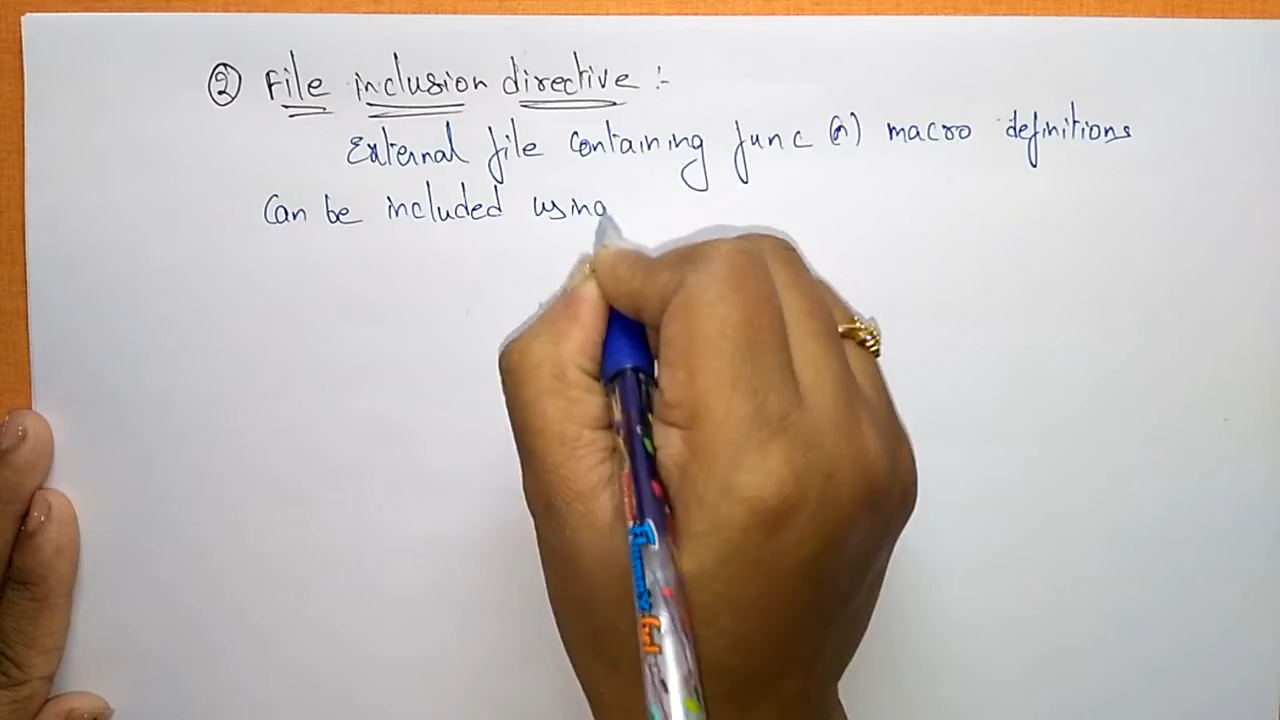 ② File inclusion directive :-
External file containing func (or) macro definitions
can be included using